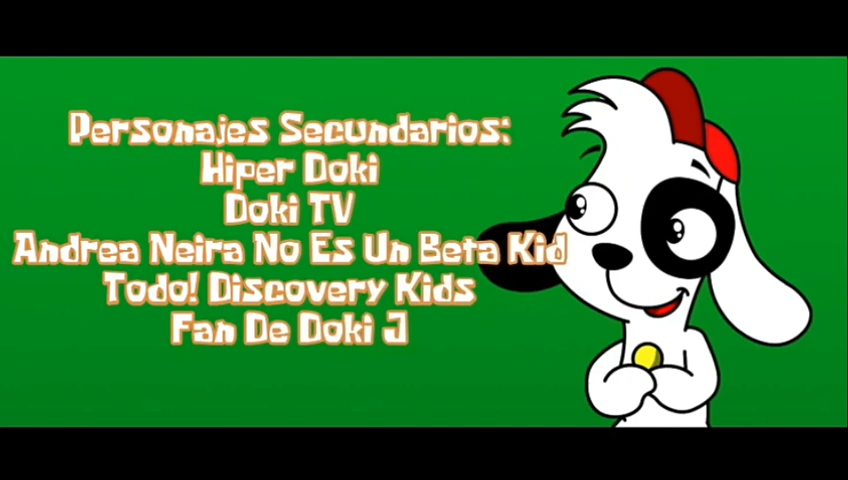 Personajes Secundarios:
Hiper Doki
Doki TV
Andrea Neira No Es Un Beta Kid
Todo! Discovery Kids
Fan De Doki J